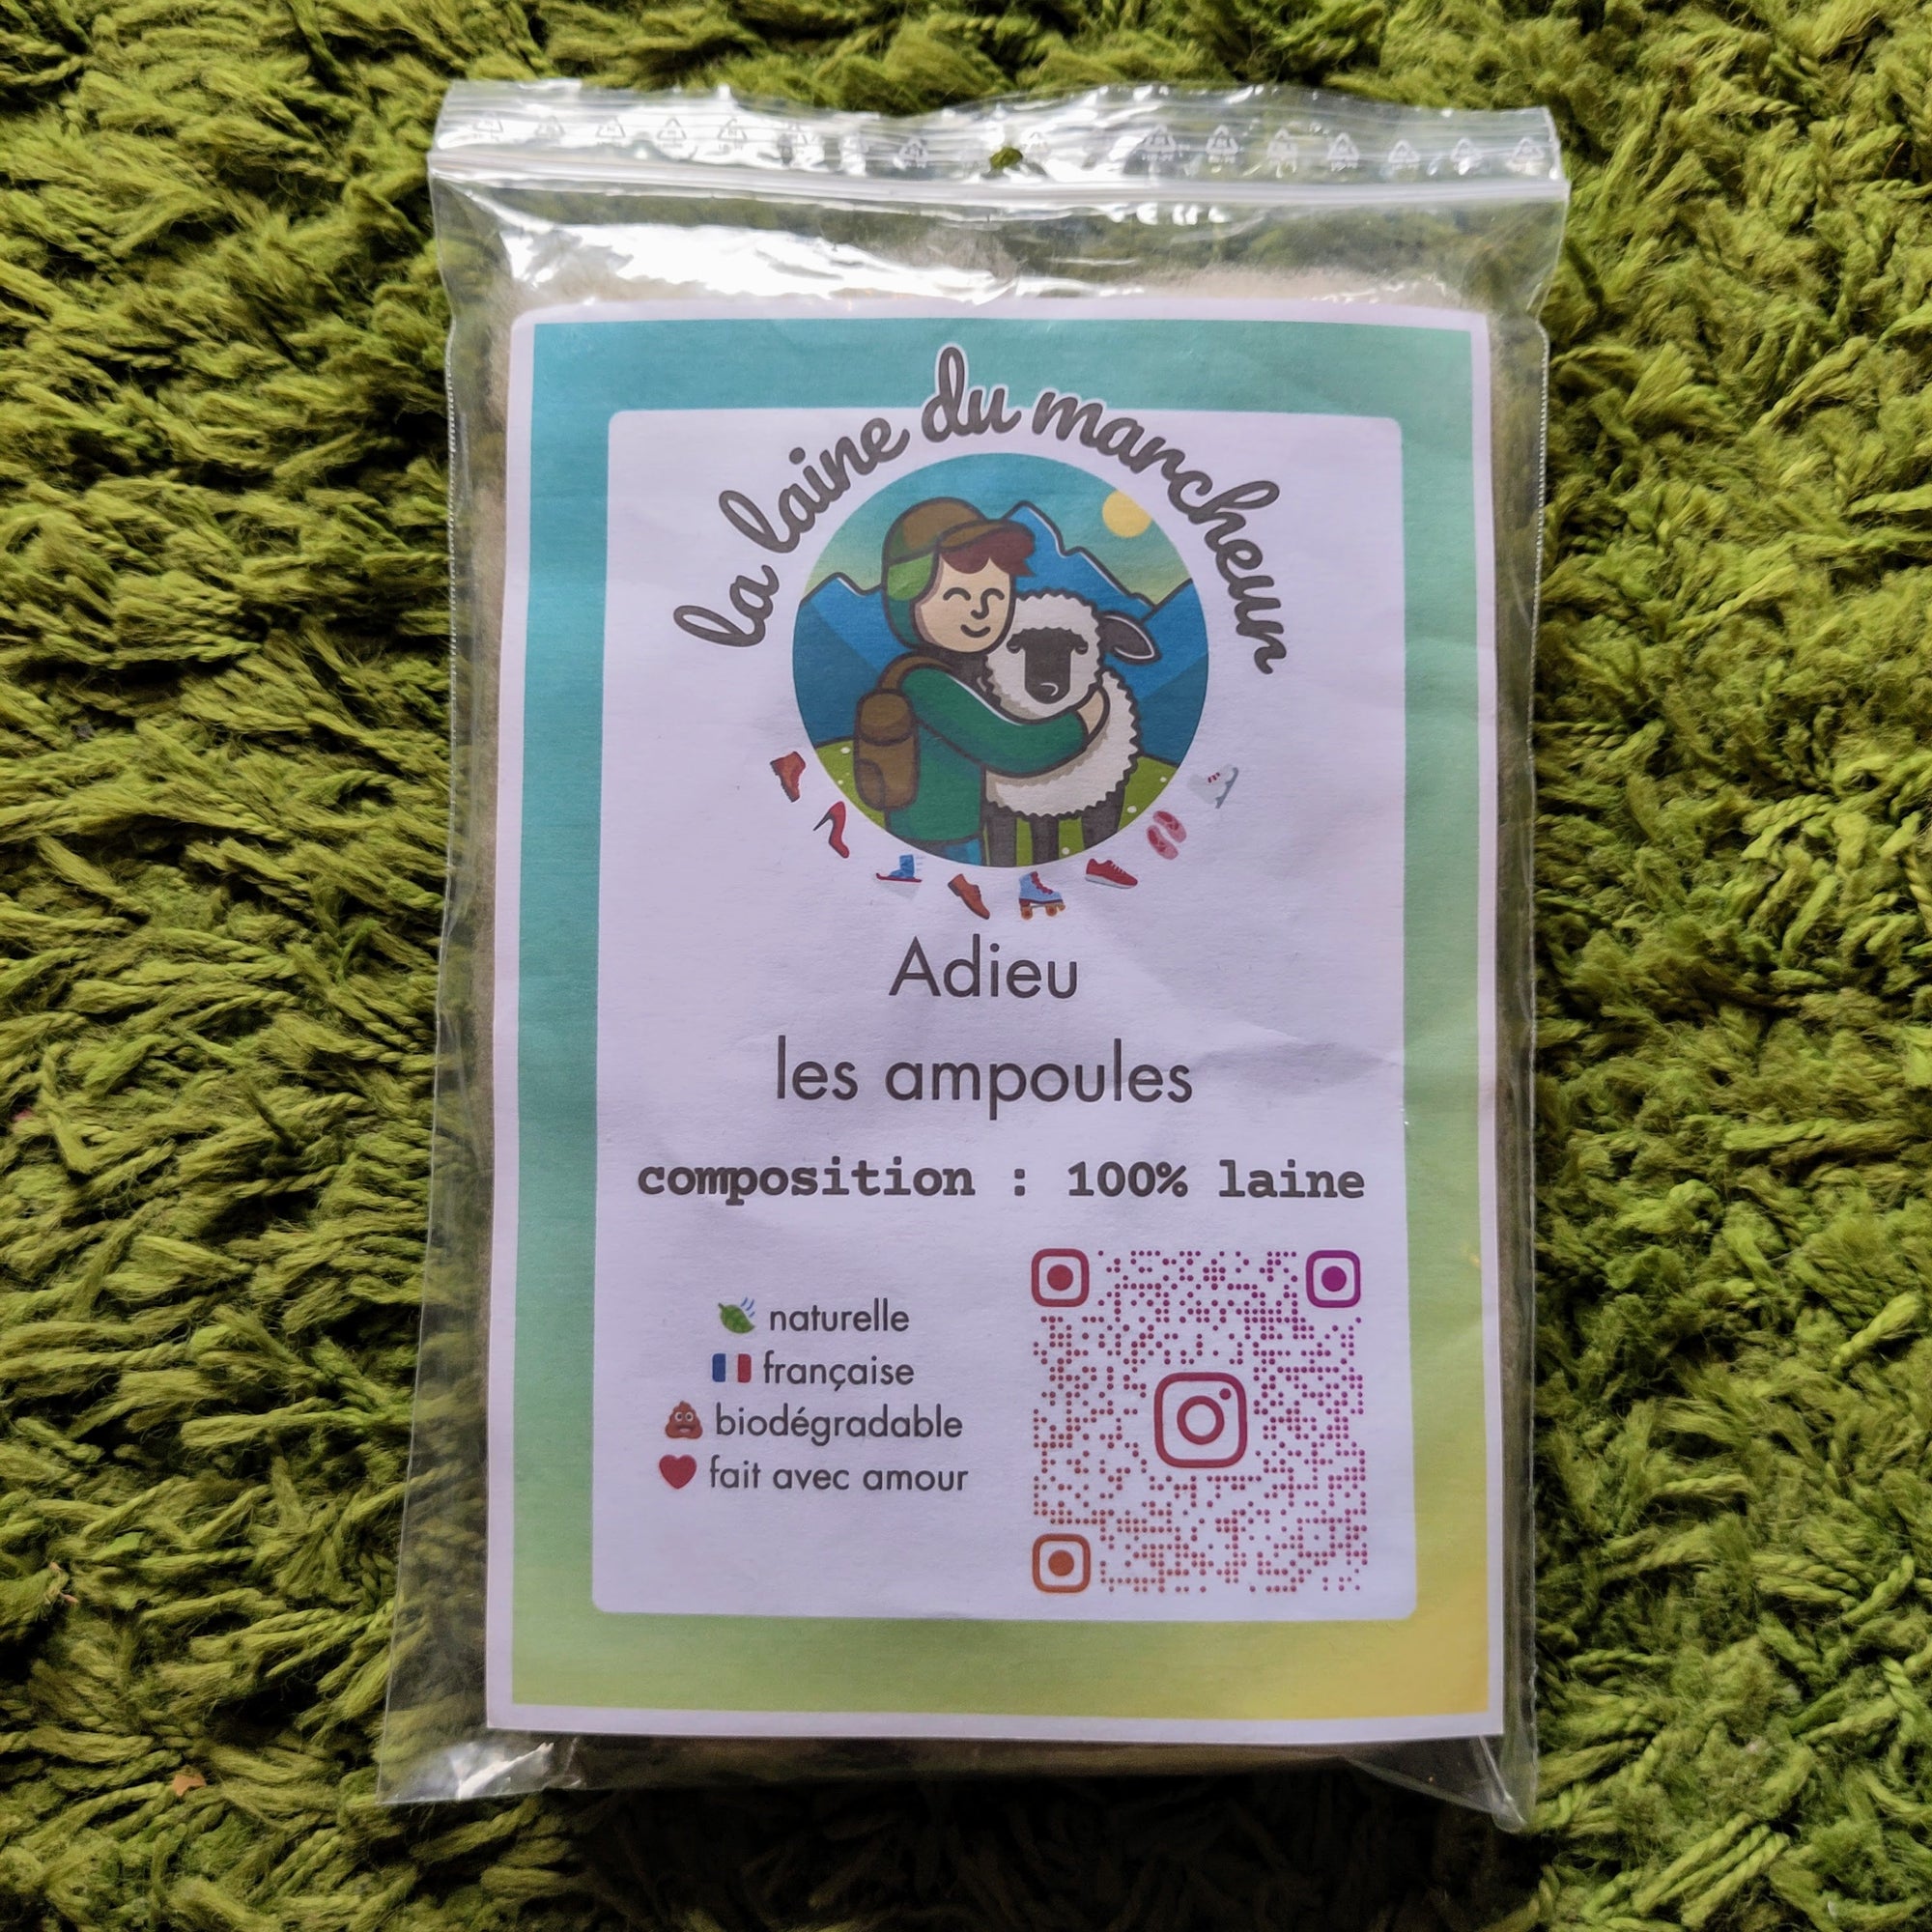 la laine du marcheur
Adieu
les ampoules
composition : 100% laine
naturelle
française
biodégradable
fait avec amour